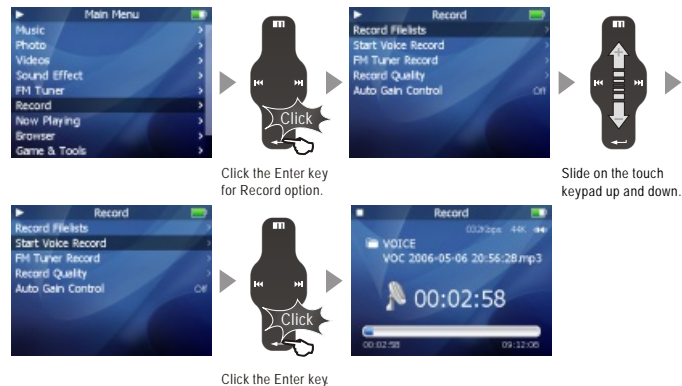 Main Menu
Music
Photo
Videos
Sound Effect
FM Tuner
Record
Now Playing
Browser
Game & Tools
m
Click
Click the Enter key
for Record option.
Record
Record Filelists
Start Voice Record
FM Tuner Record
Record Quality
Auto Gain Control Off
m
Slide on the touch
keypad up and down.
Record
Record Filelists
Start Voice Record
FM Tuner Record
Record Quality
Auto Gain Control Off
m
Click
Click the Enter key.
Record
032Kbps 44K
VOICE
VOC 2006-05-06 20:56:28.mp3
00:02:58
00:02:58 09:12:06